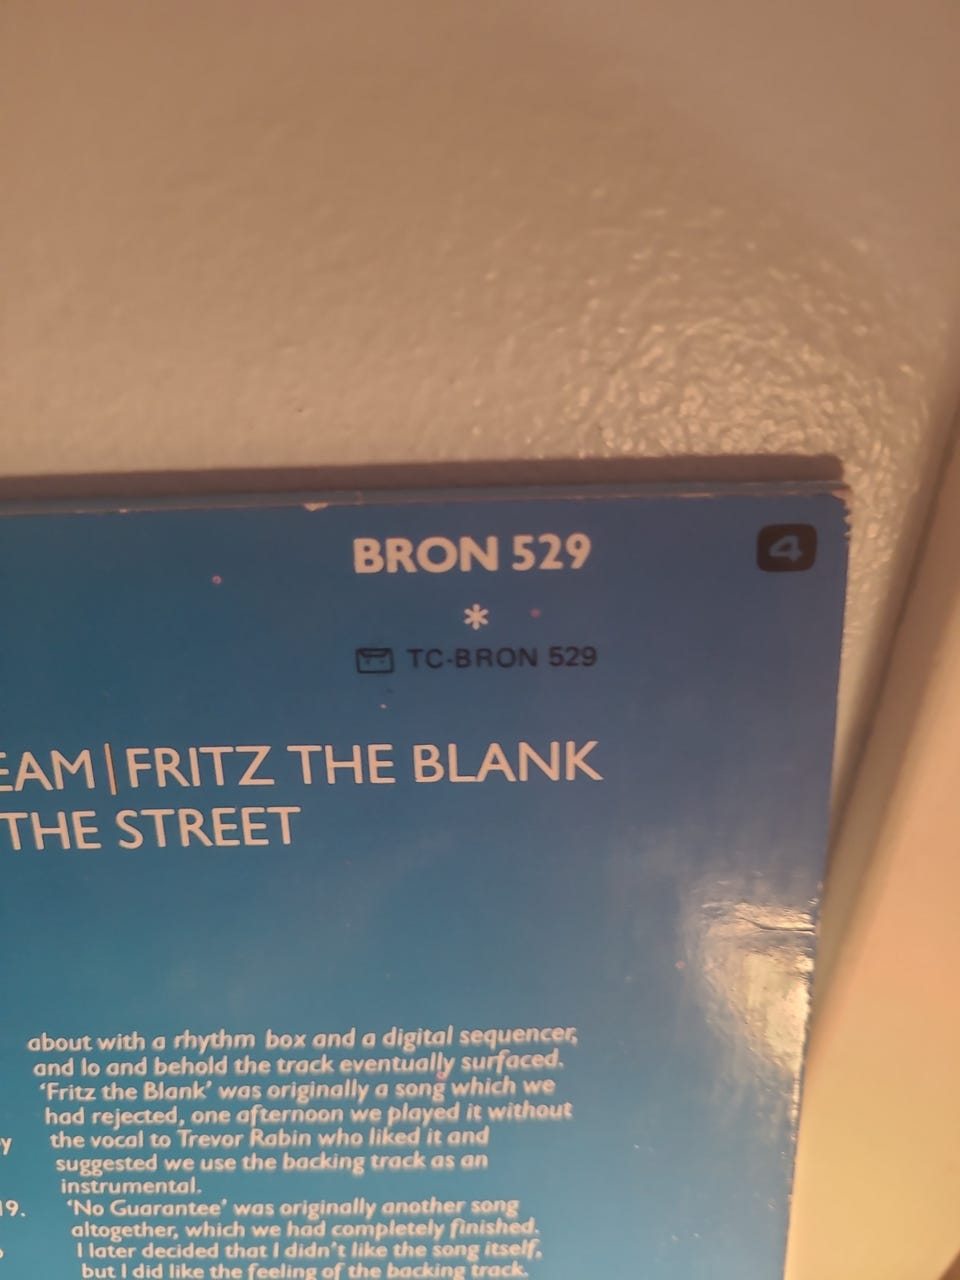 BRON 529
4
*
TC-BRON 529
EAM|FRITZ THE BLANK
THE STREET
about with a rhythm box and a digital sequencer,
and lo and behold the track eventually surfaced.
'Fritz the Blank' was originally a song which we
had rejected, one afternoon we played it without
y the vocal to Trevor Rabin who liked it and
suggested we use the backing track as an
instrumental.
19. 'No Guarantee' was originally another song
altogether, which we had completely finished.
I later decided that I didn't like the song itself,
but I did like the feeling of the backing track.